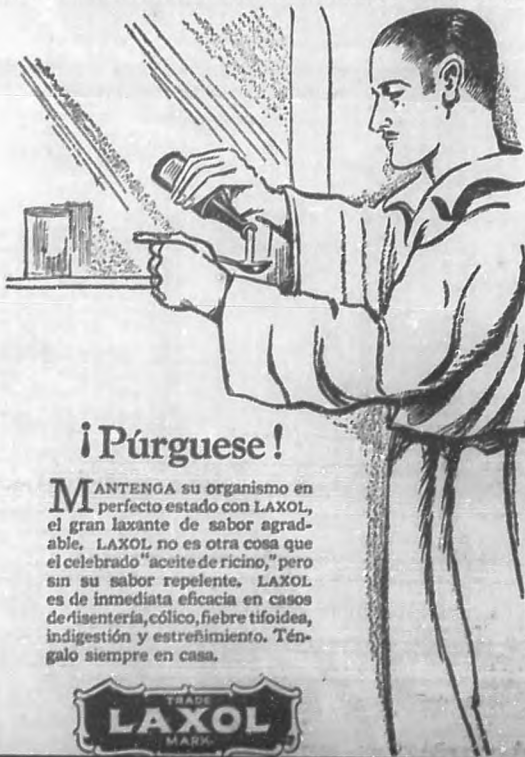 ¡Púrguese!
MANTENGA su organismo en
perfecto estado con LAXOL,
el gran laxante de sabor agrad-
able. LAXOL no es otra cosa que
el celebrado "aceite de ricino," pero
sin su sabor repelente. LAXOL
es de inmediata eficacia en casos
de disentería, cólico, fiebre tifoidea,
indigestión y estreñimiento. Tén-
galo siempre en casa.
TRADE
LAXOL
MARK